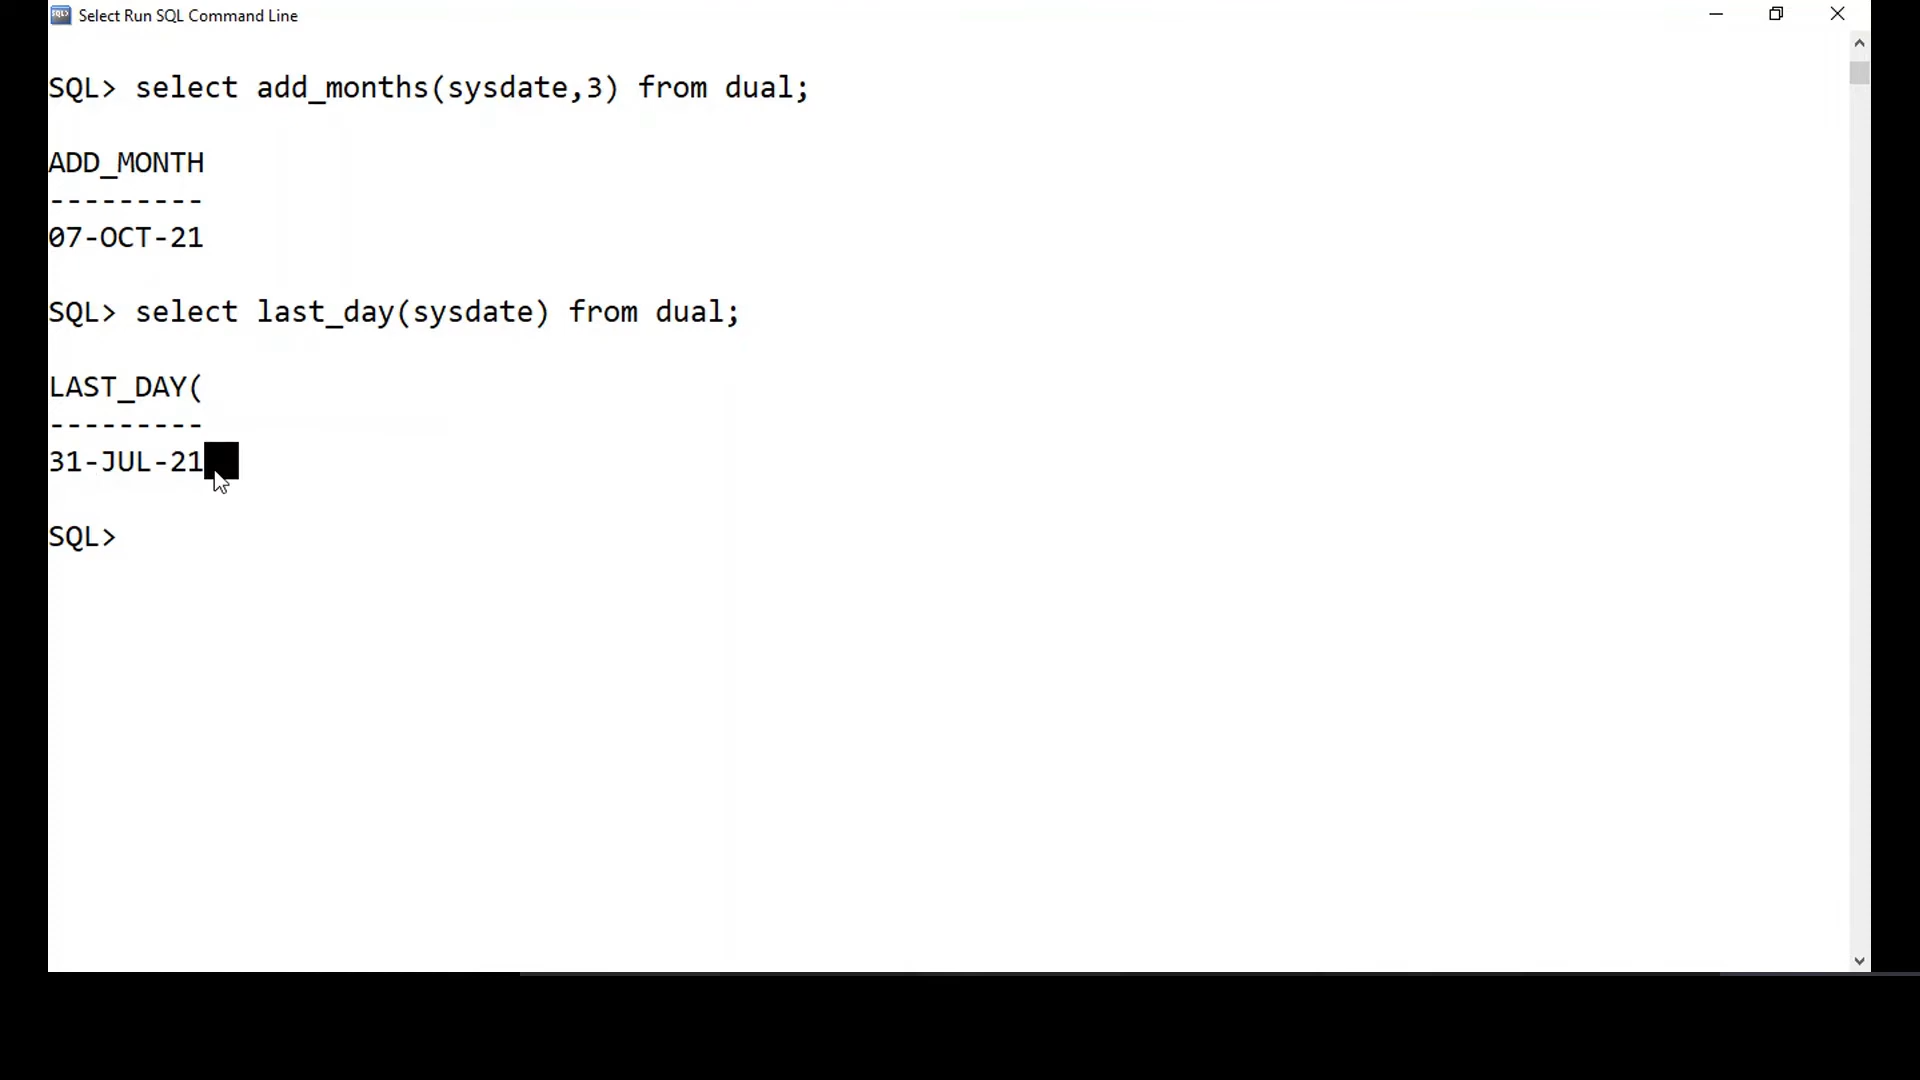 Select Run SQL Command Line
SQL> select add_months(sysdate,3) from dual;
ADD_MONTH
---------
07-OCT-21
SQL> select last_day(sysdate) from dual;
LAST_DAY(
---------
31-JUL-21
SQL>